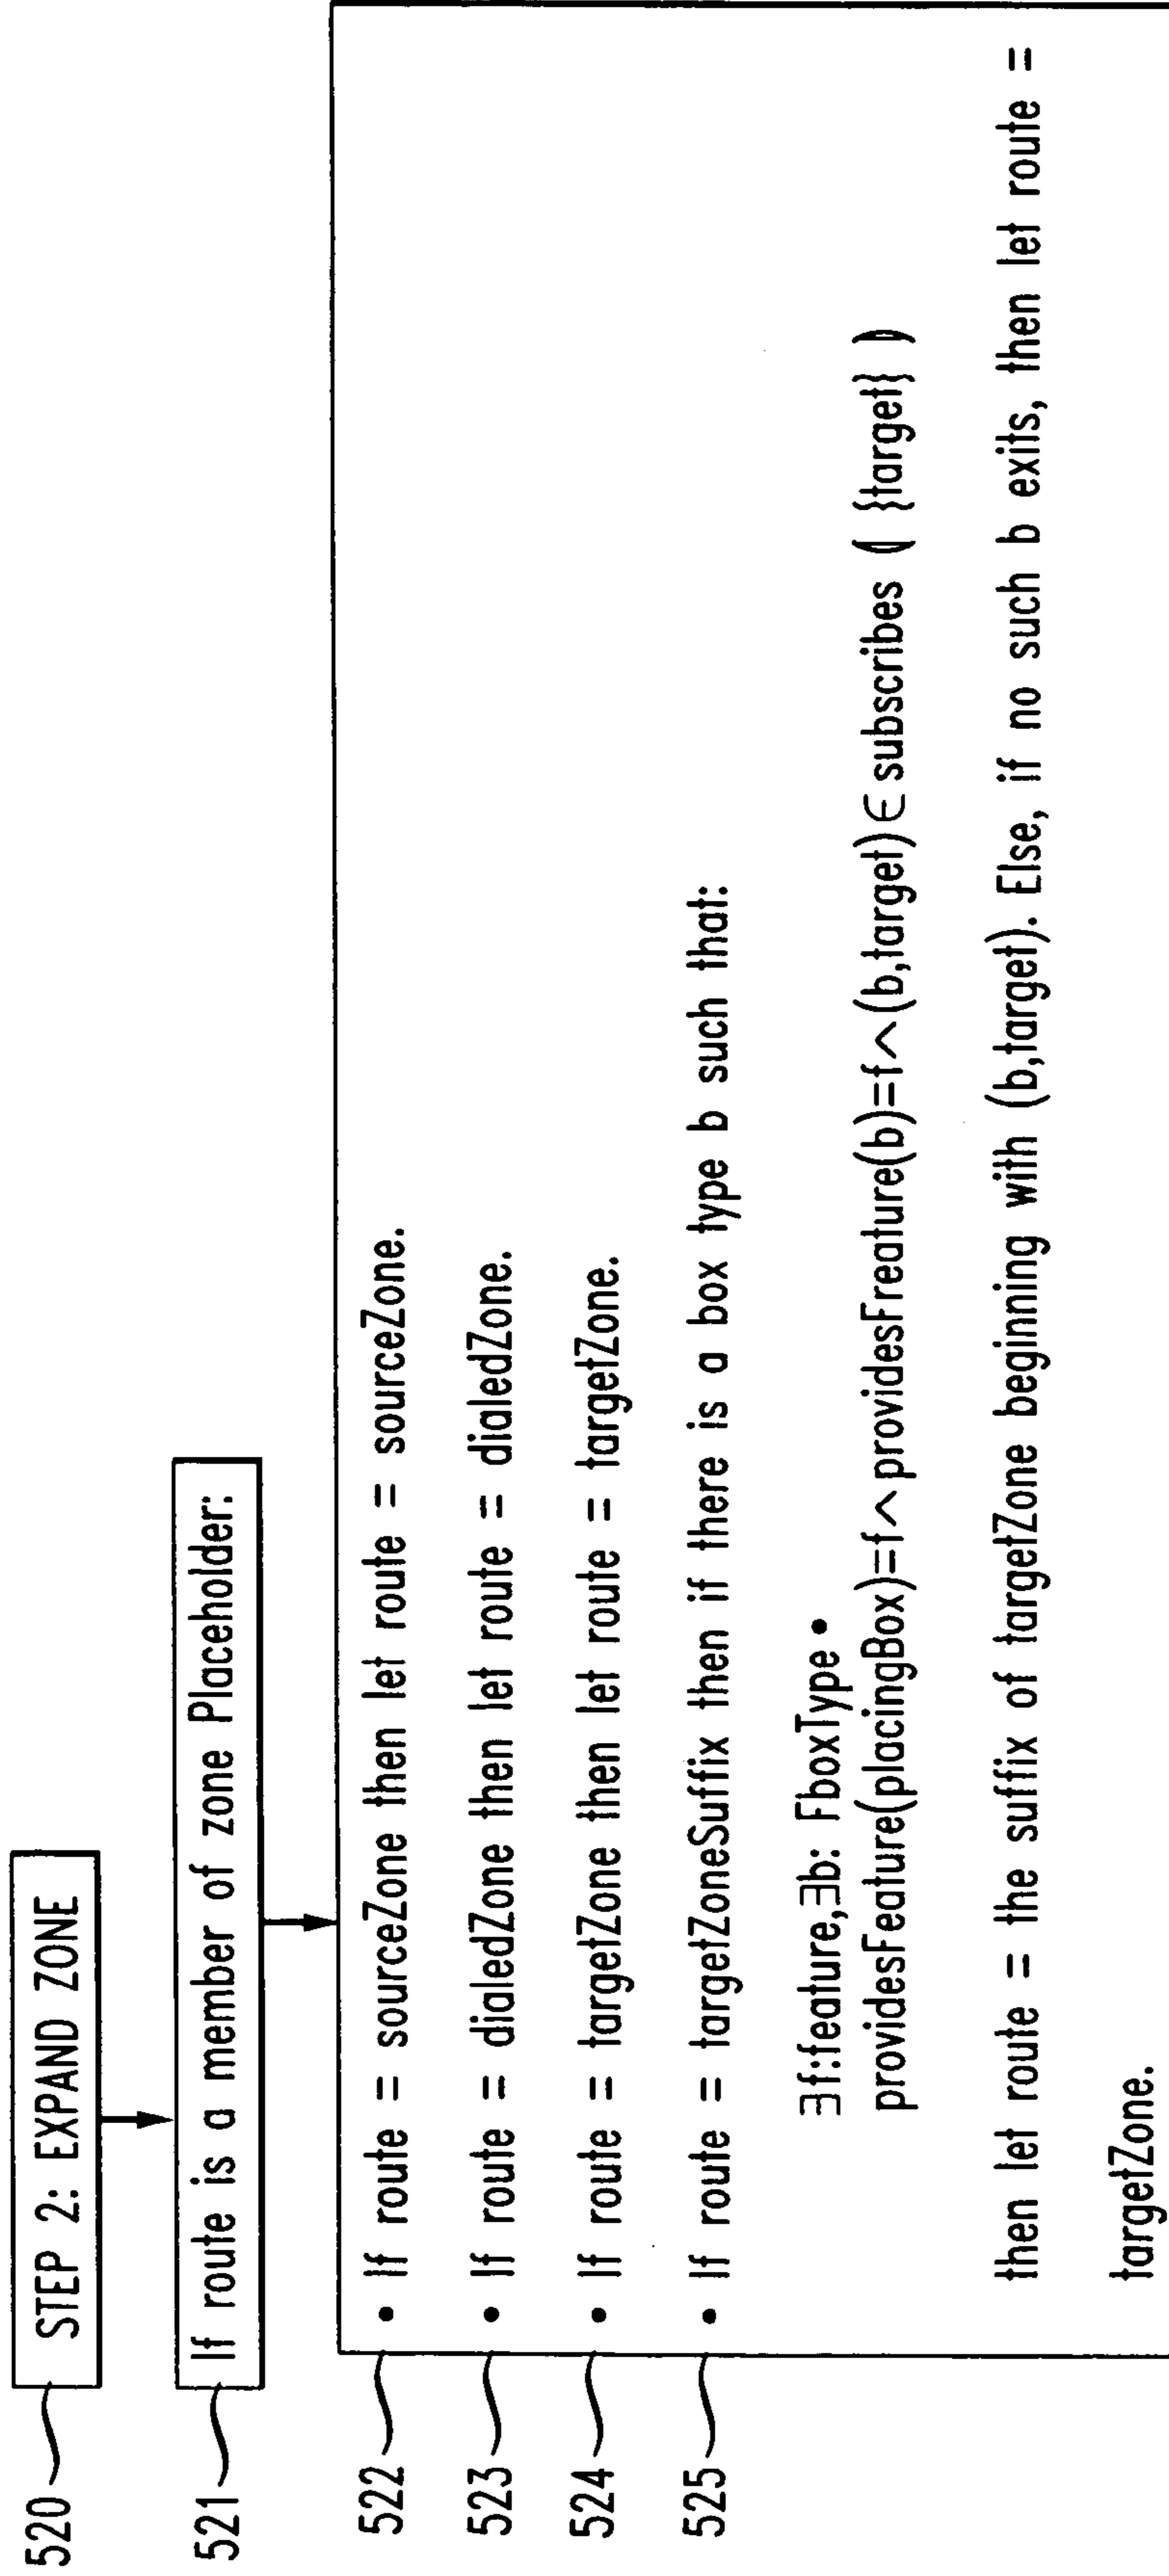 520
STEP 2: EXPAND ZONE
521
If route is a member of zone Placeholder:
522 • If route = sourceZone then let route = sourceZone.
523 • If route = dialedZone then let route = dialedZone.
524 • If route = targetZone then let route = targetZone.
525 • If route = targetZoneSuffix then if there is a box type b such that:
∃f:feature,∃b: FboxType •
providesFeature(placingBox)=f∧providesFreature(b)=f∧(b,target)∈subscribes ⦇ {target} ⦈
then let route = the suffix of targetZone beginning with (b,target). Else, if no such b exits, then let route =
targetZone.